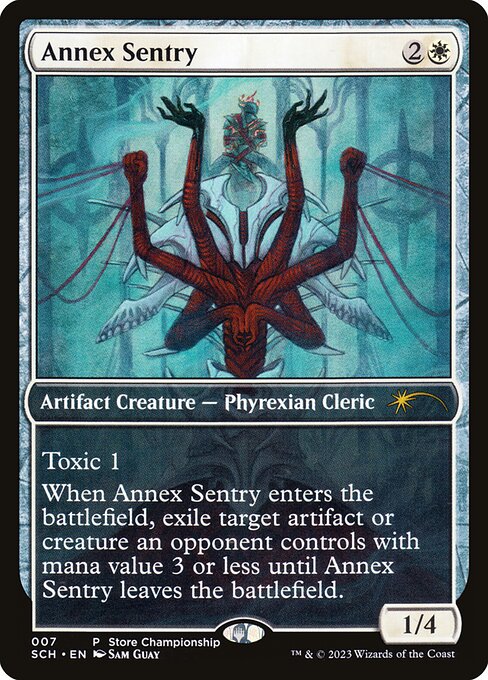 Annex Sentry 2
Artifact Creature — Phyrexian Cleric
Toxic 1
When Annex Sentry enters the
battlefield, exile target artifact or
creature an opponent controls with
mana value 3 or less until Annex
Sentry leaves the battlefield.
1/4
007 P Store Championship
SCH • EN Sam Guay
™ & © 2023 Wizards of the Coast